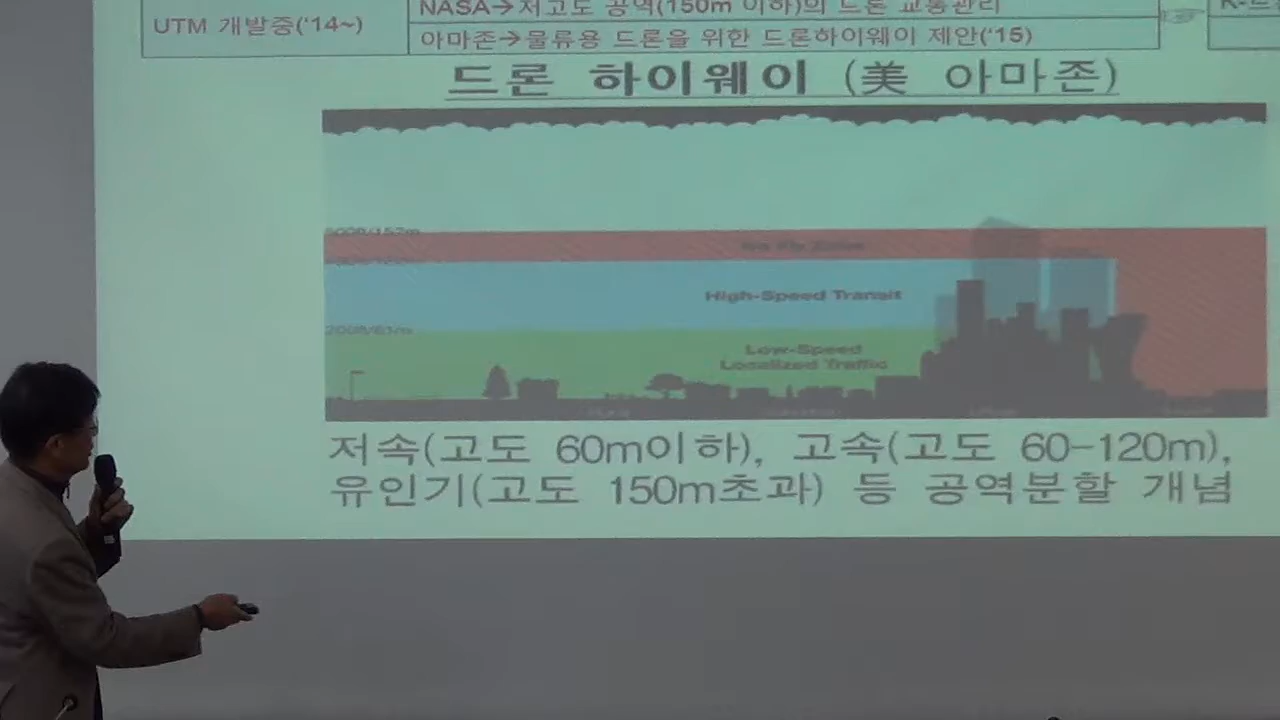 NASA→저고도 공역(150m 이하)의 드론 교통관리
UTM 개발중('14~)
아마존→물류용 드론을 위한 드론하이웨이 제안('15)
드론 하이웨이 (美 아마존)
High-Speed Transit
200ft/61m
Low-Speed
Localized Traffic
저속(고도 60m이하), 고속(고도 60-120m),
유인기(고도 150m초과) 등 공역분할 개념